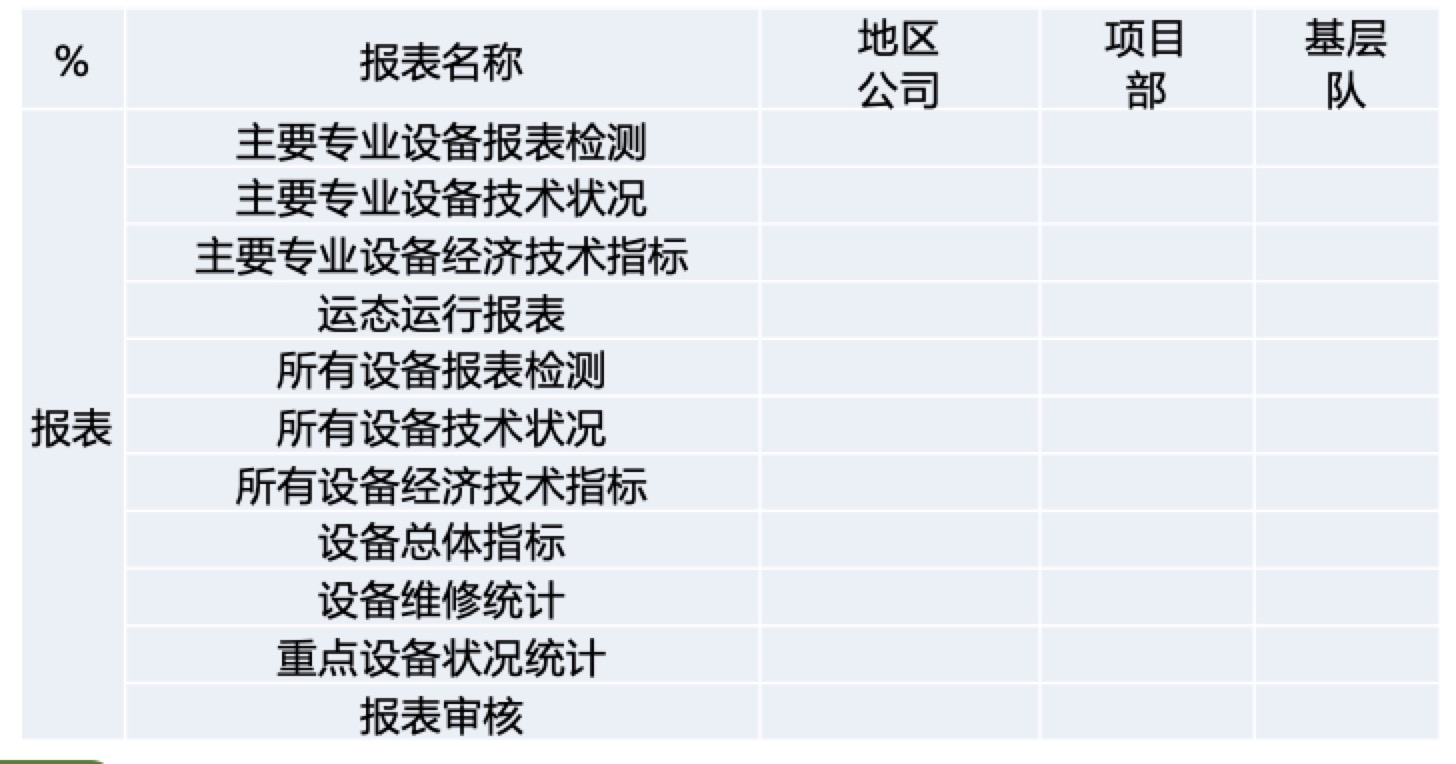 % 报表名称 地区公司 项目部 基层队
主要专业设备报表检测
主要专业设备技术状况
主要专业设备经济技术指标
运态运行报表
所有设备报表检测
报表 所有设备技术状况
所有设备经济技术指标
设备总体指标
设备维修统计
重点设备状况统计
报表审核